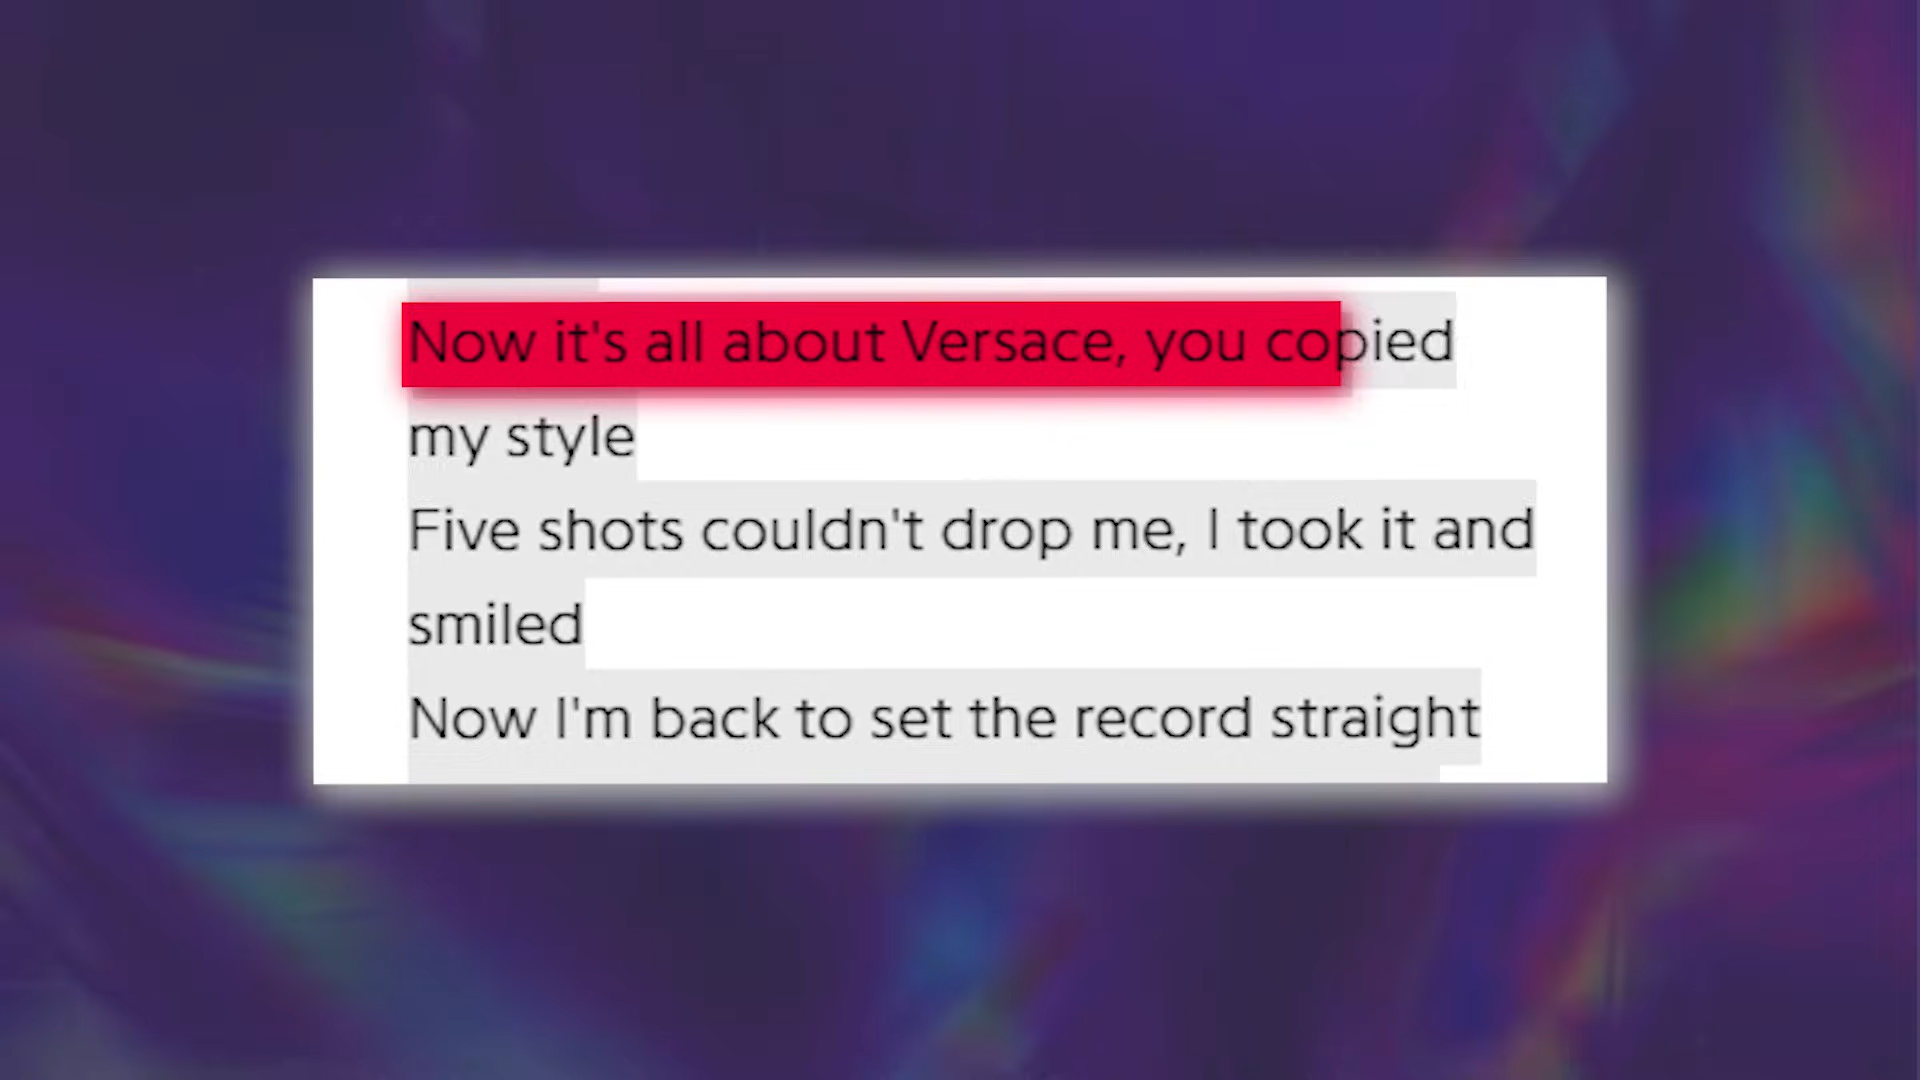 Now it's all about Versace, you copied
my style
Five shots couldn't drop me, I took it and
smiled
Now I'm back to set the record straight